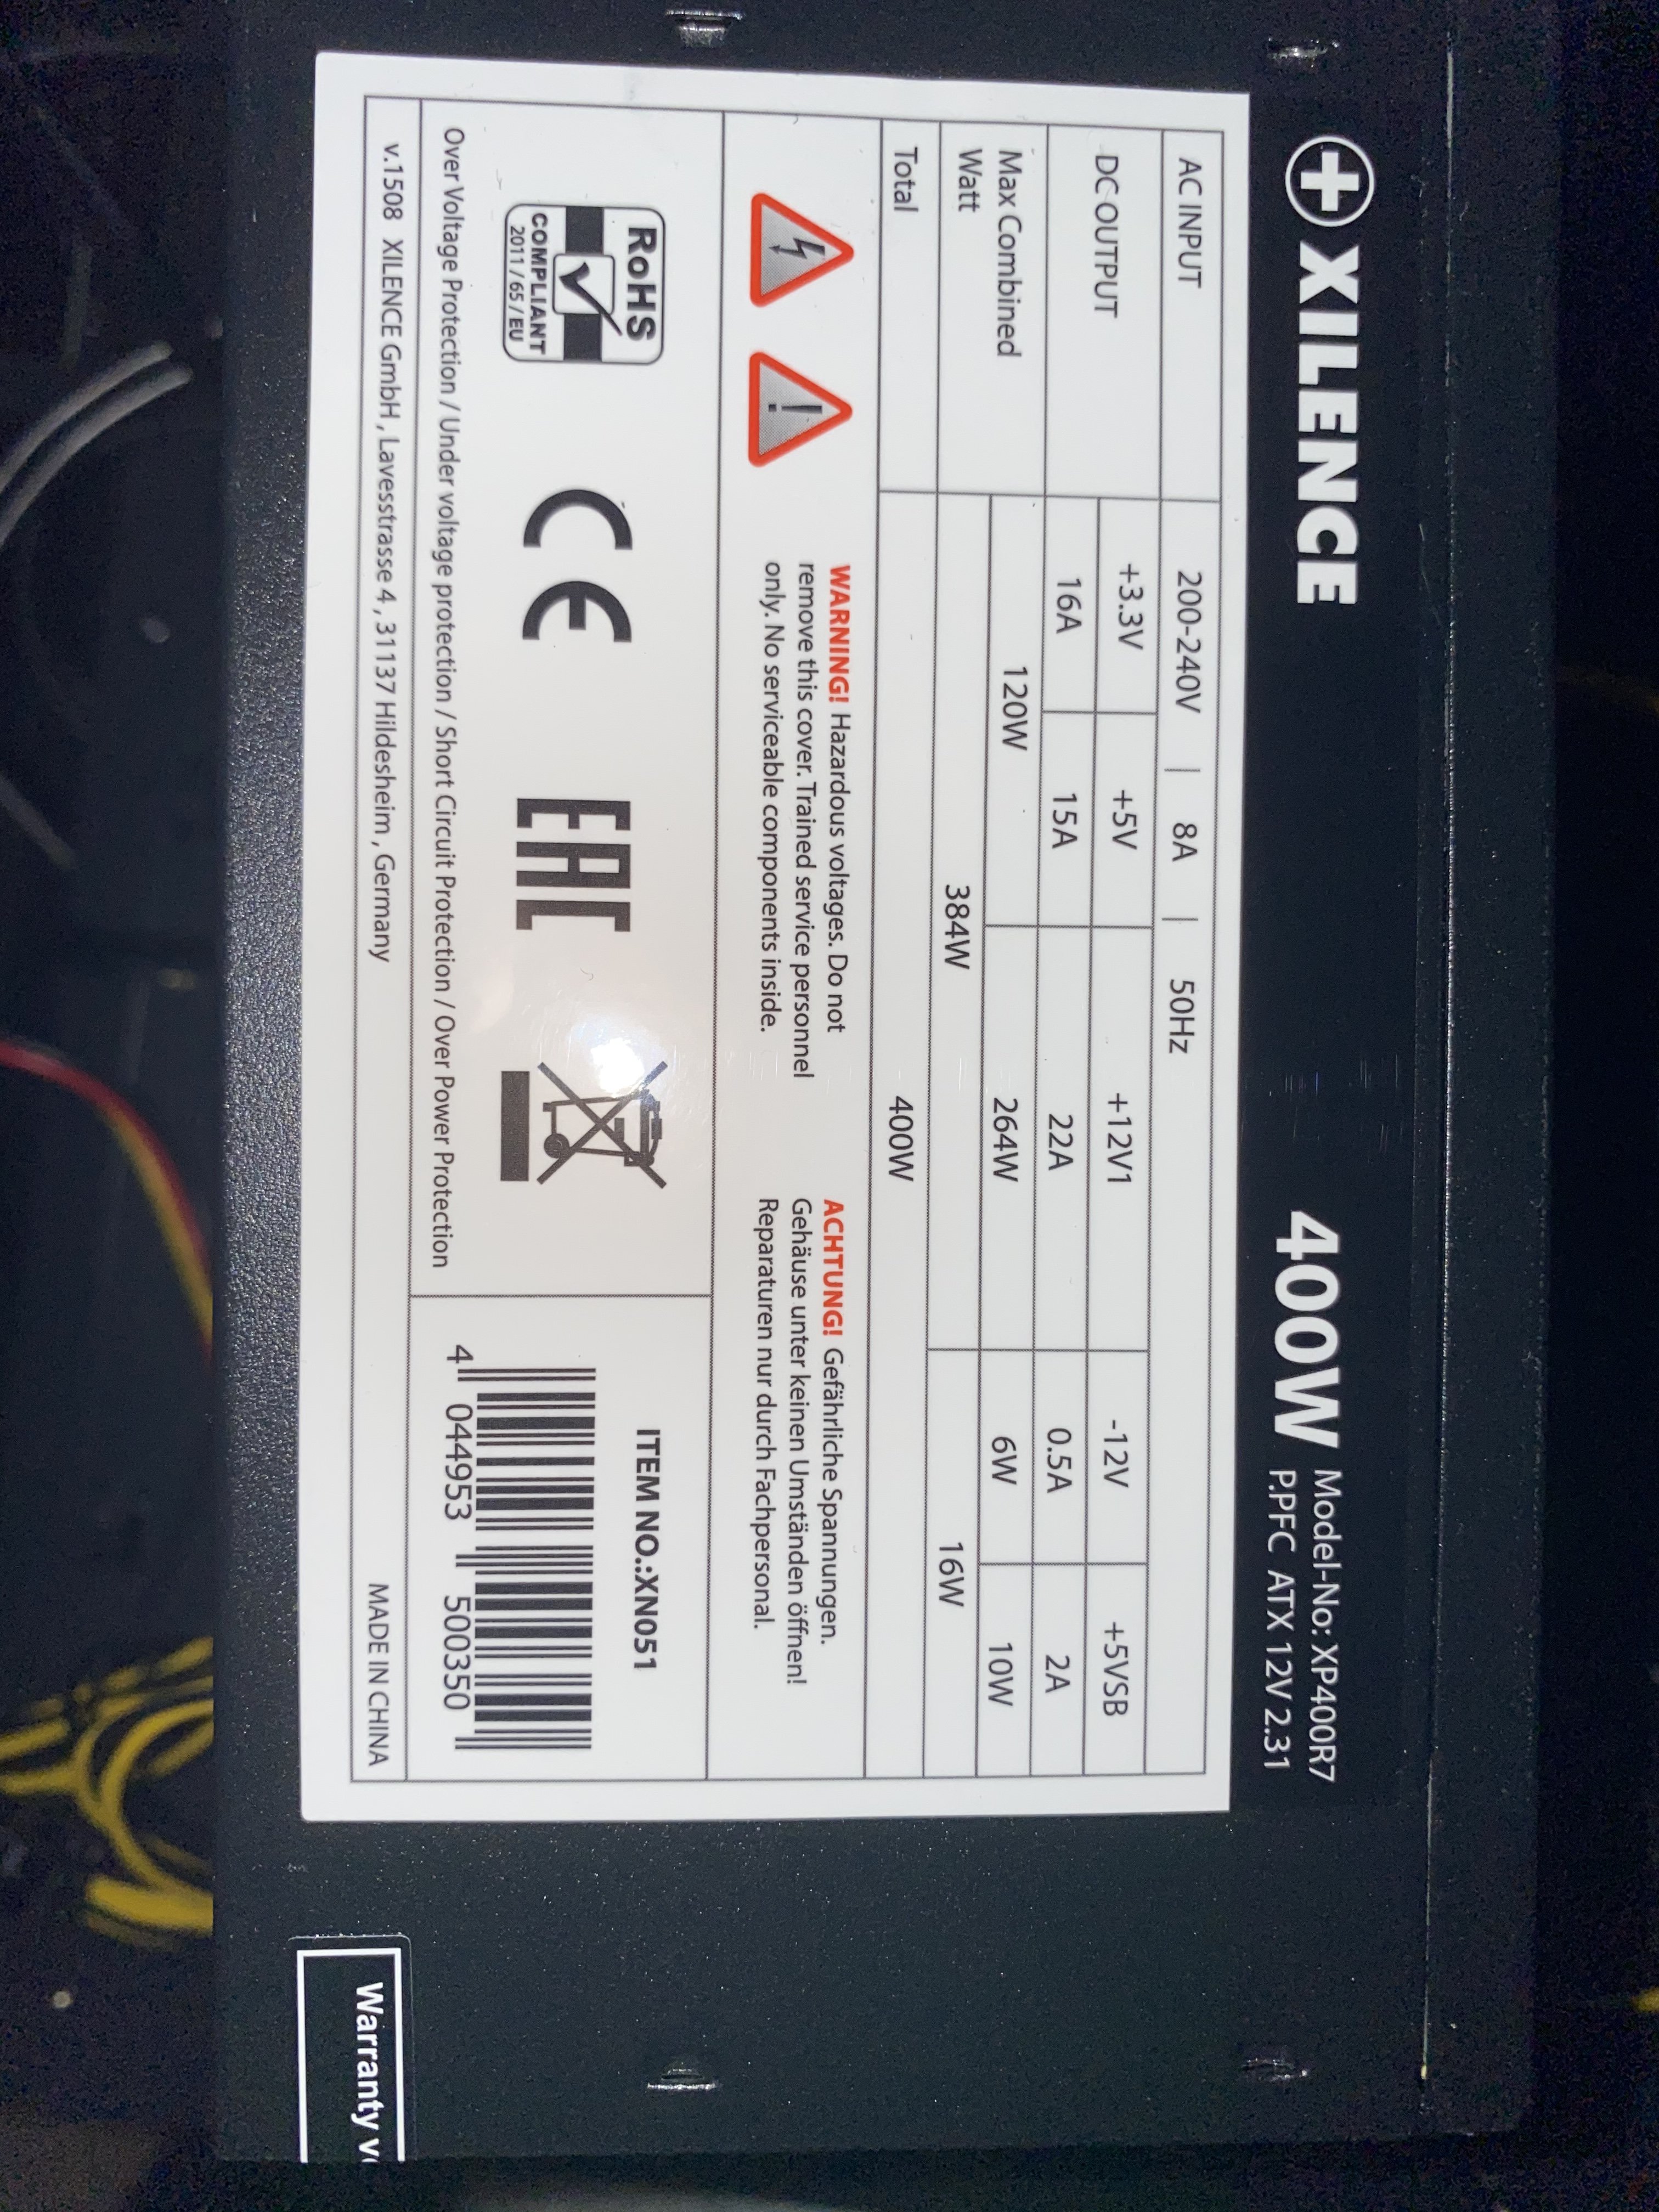 XILENCE
400W
Model-No: XP400R7
P.PFC ATX 12V 2.31
AC INPUT 200-240V | 8A | 50Hz
DC OUTPUT +3.3V +5V +12V1 -12V +5VSB
16A 15A 22A 0.5A 2A
Max Combined Watt 120W 264W 6W 10W
384W 16W
Total 400W
WARNING! Hazardous voltages. Do not
remove this cover. Trained service personnel
only. No serviceable components inside.
ACHTUNG! Gefährliche Spannungen.
Gehäuse unter keinen Umständen öffnen!
Reparaturen nur durch Fachpersonal.
RoHS
COMPLIANT
2011/65/EU
CE
EAC
ITEM NO.:XN051
4 044953 500350
Over Voltage Protection / Under voltage protection / Short Circuit Protection / Over Power Protection
v.1508 XILENCE GmbH, Lavesstrasse 4, 31137 Hildesheim, Germany
MADE IN CHINA
Warranty